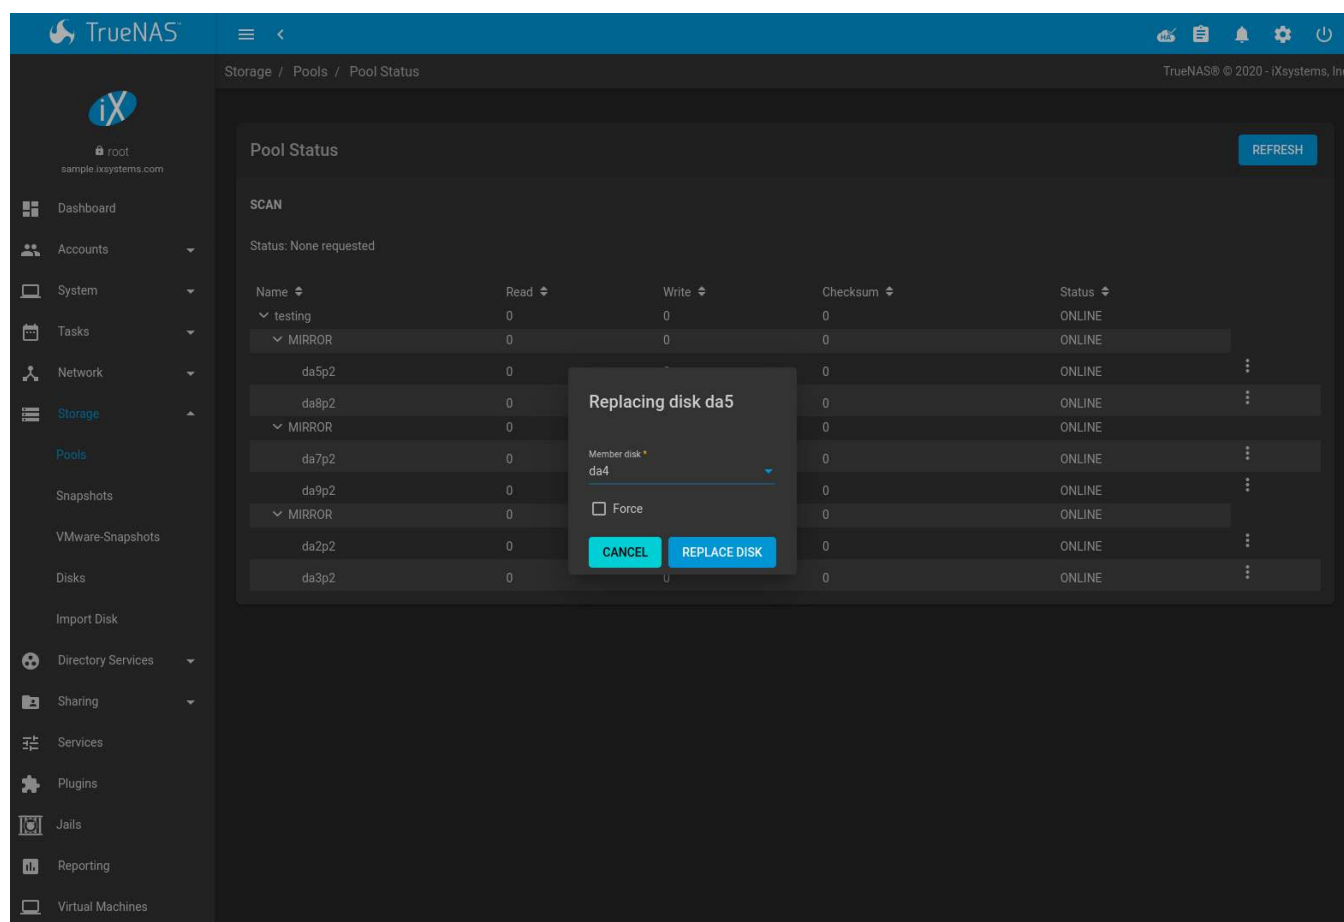 TrueNAS
HA
Storage / Pools / Pool Status
TrueNAS® © 2020 - iXsystems, In
iX
root
sample.ixsystems.com
Dashboard
Accounts
System
Tasks
Network
Storage
Pools
Snapshots
VMware-Snapshots
Disks
Import Disk
Directory Services
Sharing
Services
Plugins
Jails
Reporting
Virtual Machines
Pool Status
REFRESH
SCAN
Status: None requested
Name Read Write Checksum Status
testing 0 0 0 ONLINE
MIRROR 0 0 0 ONLINE
da5p2 0 0 ONLINE
da8p2 0 0 ONLINE
MIRROR 0 0 ONLINE
da7p2 0 0 ONLINE
da9p2 0 0 ONLINE
MIRROR 0 0 ONLINE
da2p2 0 0 ONLINE
da3p2 0 0 0 ONLINE
Replacing disk da5
Member disk *
da4
Force
CANCEL REPLACE DISK